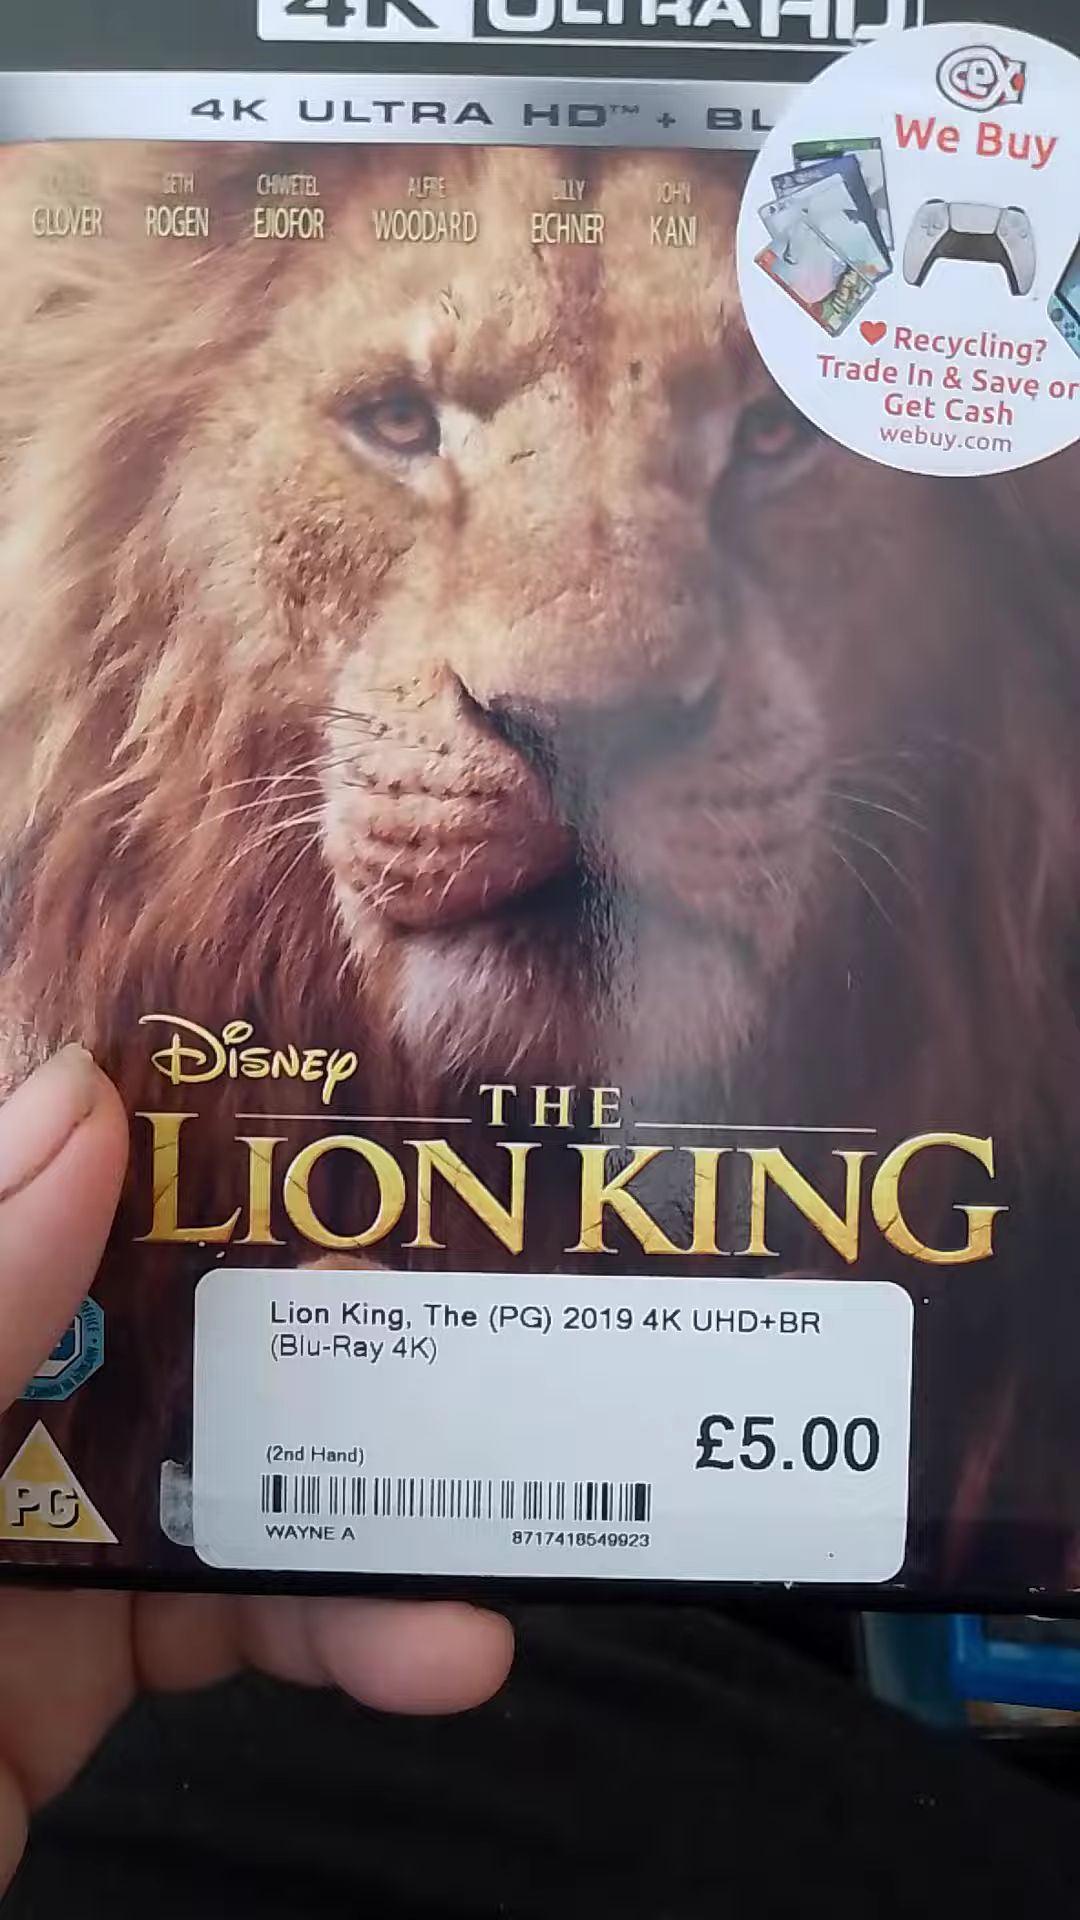 4K ULTRA HD
4K ULTRA HD™ + BL
cex
We Buy
SETH CHIWETEL ALFRE BILLY JOHN
GLOVER ROGEN EJIOFOR WOODARD EICHNER KANI
Recycling?
Trade In & Save or
Get Cash
webuy.com
DISNEY
THE
LION KING
Lion King, The (PG) 2019 4K UHD+BR
(Blu-Ray 4K)
£5.00
(2nd Hand)
WAYNE A 8717418549923
PG